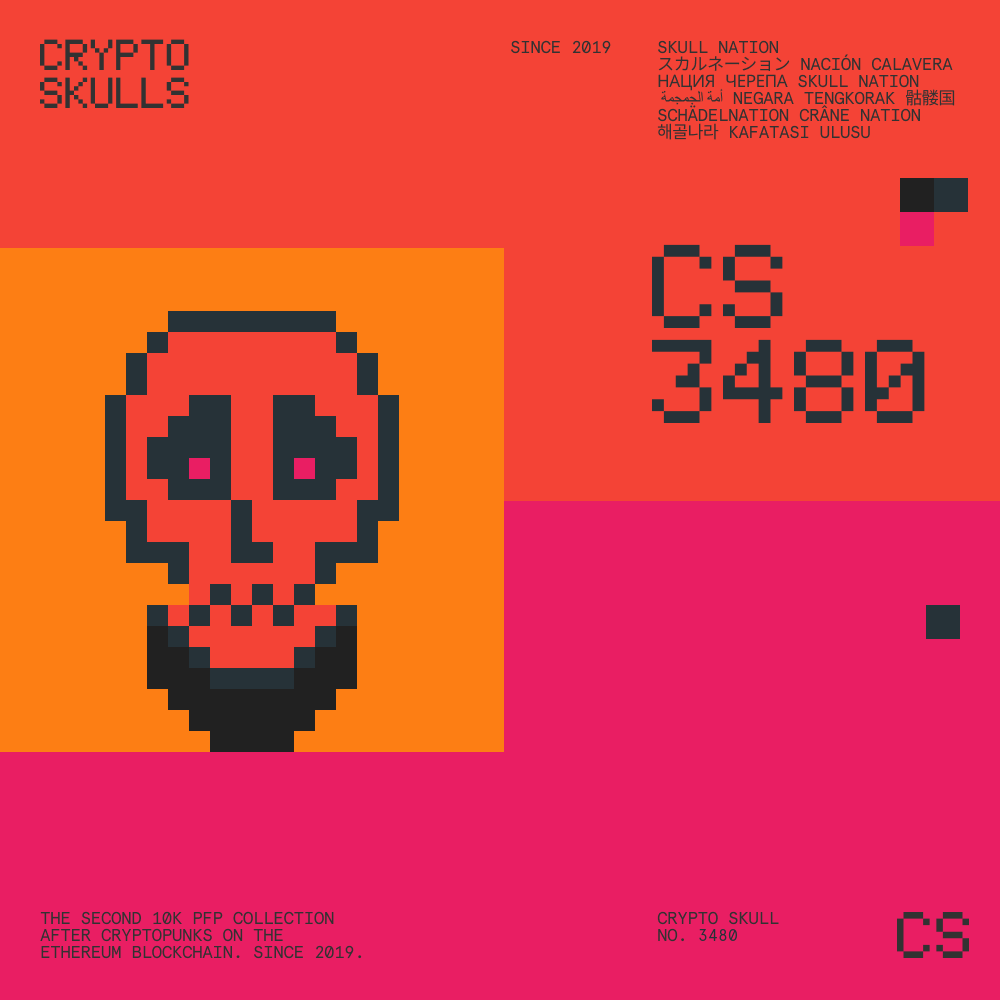 CRYPTO
SKULLS
SINCE 2019
SKULL NATION
スカルネーション NACIÓN CALAVERA
НАЦИЯ ЧЕРЕПА SKULL NATION
أمة الجمجمة NEGARA TENGKORAK 骷髅国
SCHÄDELNATION CRÂNE NATION
해골나라 KAFATASI ULUSU
CS
3480
THE SECOND 10K PFP COLLECTION
AFTER CRYPTOPUNKS ON THE
ETHEREUM BLOCKCHAIN. SINCE 2019.
CRYPTO SKULL
NO. 3480
CS